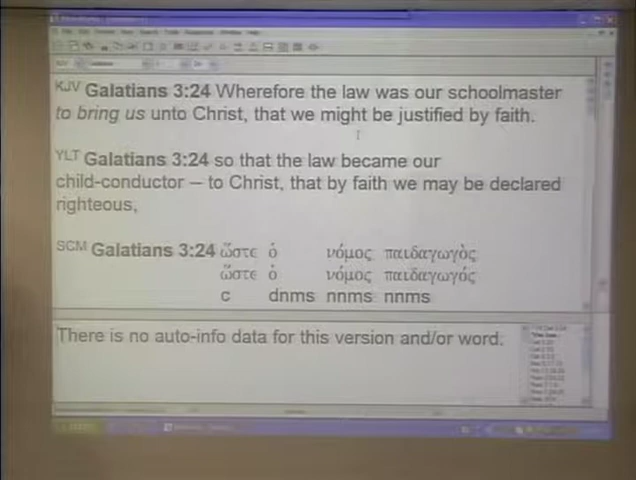 KJV Galatians 3:24 Wherefore the law was our schoolmaster
to bring us unto Christ, that we might be justified by faith.
YLT Galatians 3:24 so that the law became our
child-conductor – to Christ, that by faith we may be declared
righteous,
SCM Galatians 3:24 ὥστε ὁ νόμος παιδαγωγὸς
ὥστε ὁ νόμος παιδαγωγός
c dnms nnms nnms
There is no auto-info data for this version and/or word.